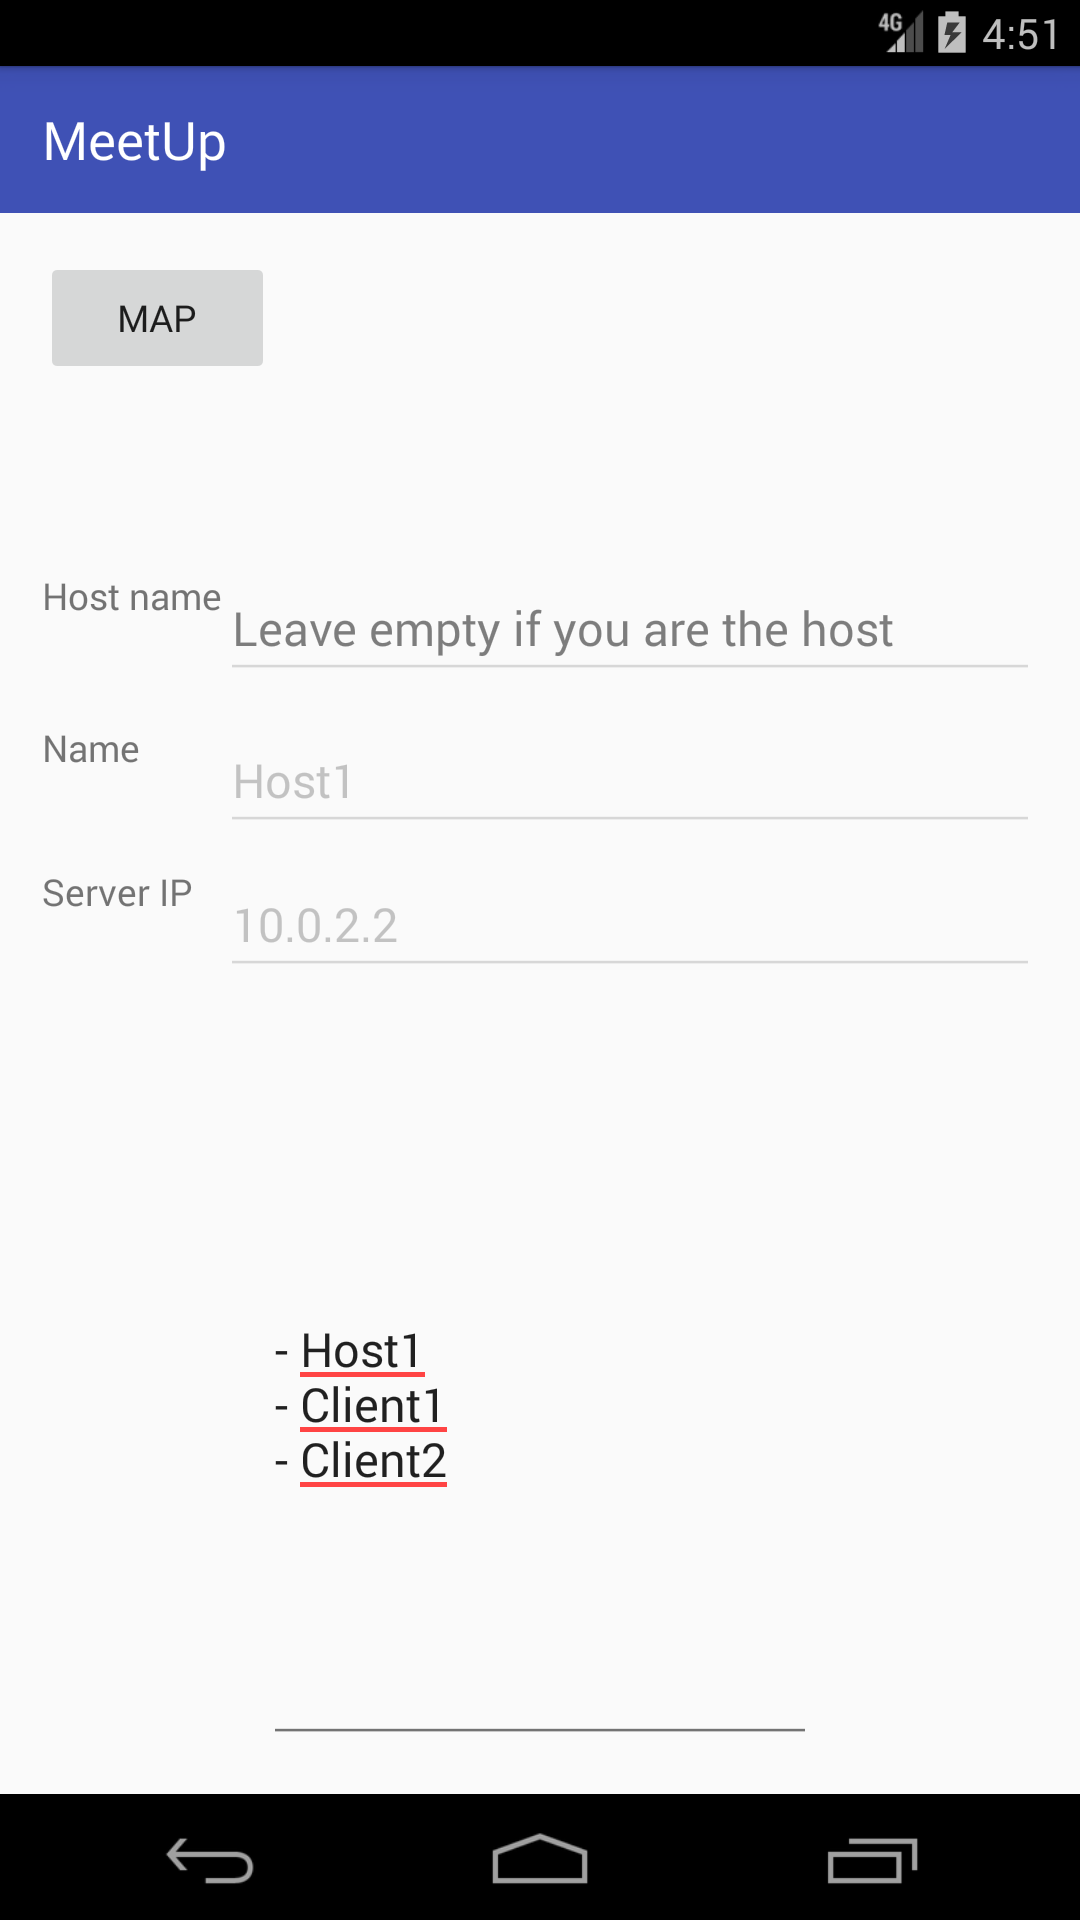 4G 4:51
MeetUp
MAP
Host name
Leave empty if you are the host
Name
Host1
Server IP
10.0.2.2
- Host1
- Client1
- Client2